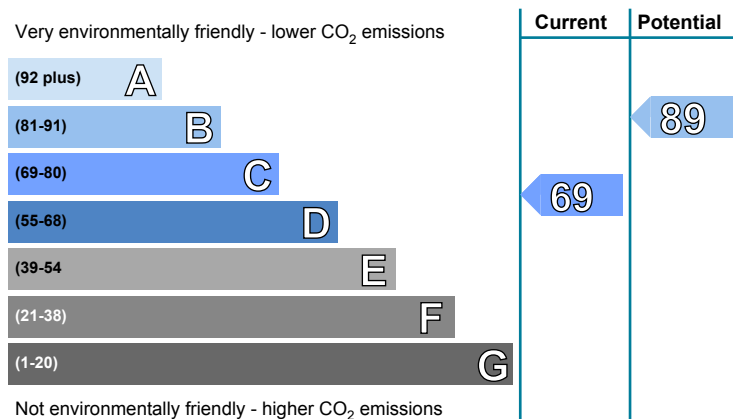 Very environmentally friendly - lower CO₂ emissions
Current
Potential
(92 plus) A
(81-91) B
89
(69-80) C
69
(55-68) D
(39-54 E
(21-38) F
(1-20) G
Not environmentally friendly - higher CO₂ emissions